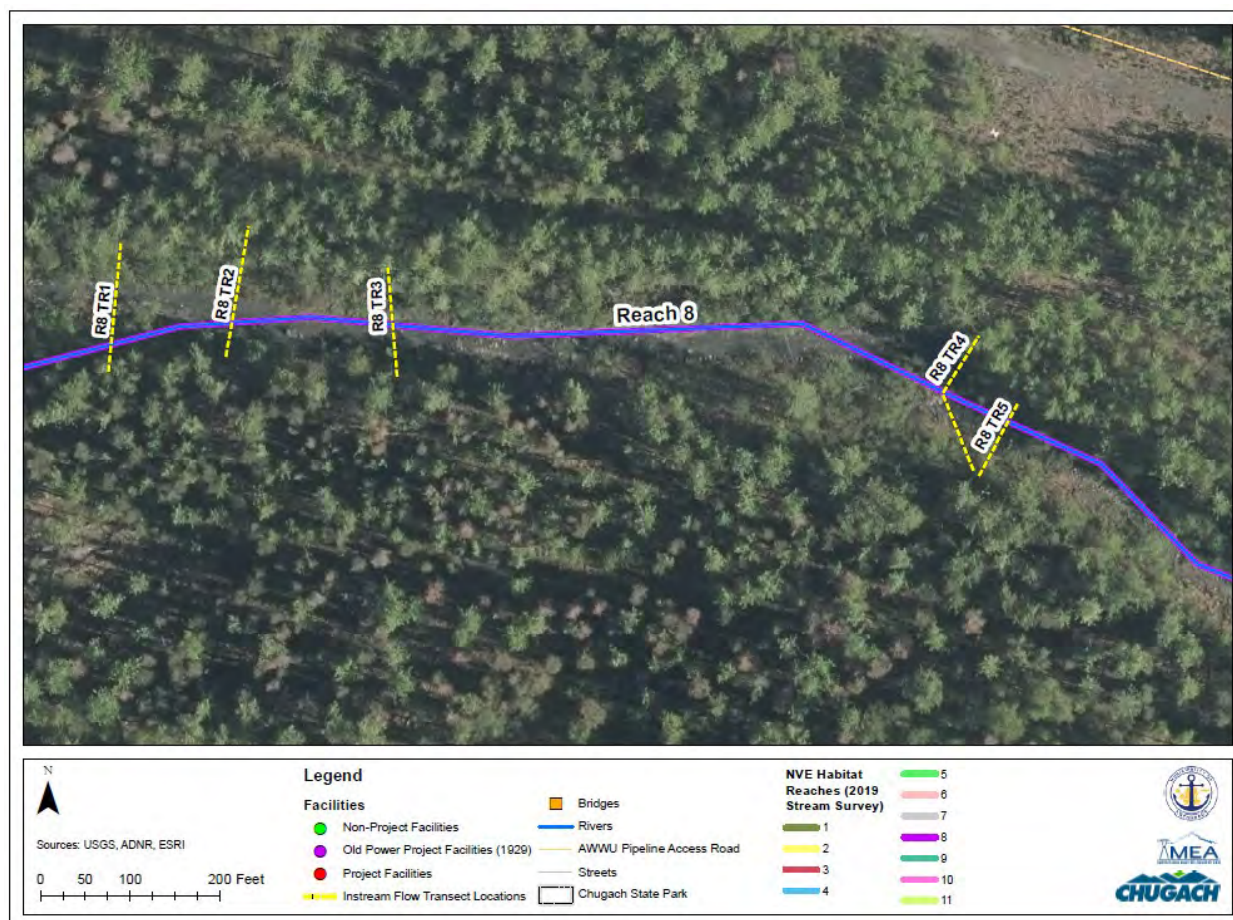 R8 TR1
R8 TR2
R8 TR3
Reach 8
R8 TR4
R8 TR5
N
Sources: USGS, ADNR, ESRI
0 50 100 200 Feet
Legend
Facilities
Non-Project Facilities
Old Power Project Facilities (1929)
Project Facilities
Instream Flow Transect Locations
Bridges
Rivers
AWWU Pipeline Access Road
Streets
Chugach State Park
NVE Habitat
Reaches (2019
Stream Survey)
1
2
3
4
5
6
7
8
9
10
11
MEA
CHUGACH